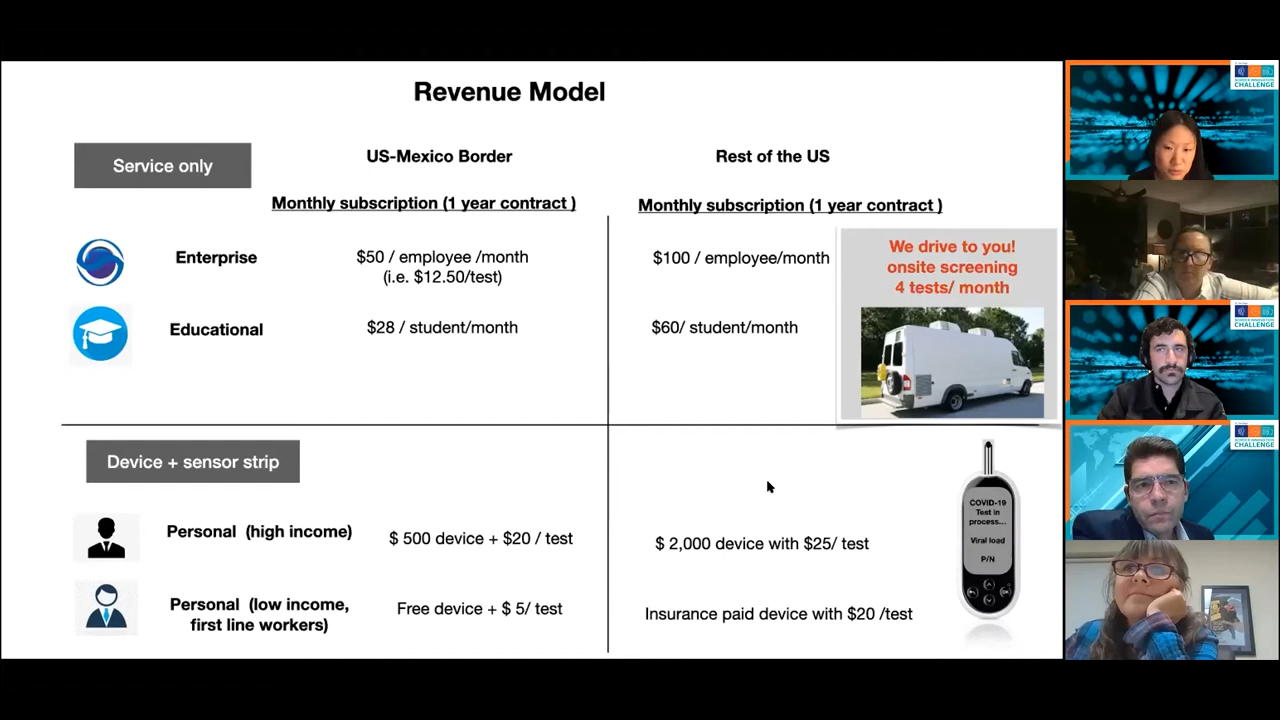 Revenue Model
Service only
US-Mexico Border
Rest of the US
Monthly subscription (1 year contract )
Monthly subscription (1 year contract )
Enterprise
$50 / employee /month
(i.e. $12.50/test)
$100 / employee/month
We drive to you!
onsite screening
4 tests/ month
Educational
$28 / student/month
$60/ student/month
Device + sensor strip
Personal (high income)
$ 500 device + $20 / test
$ 2,000 device with $25/ test
Personal (low income,
first line workers)
Free device + $ 5/ test
Insurance paid device with $20 /test
COVID-19
Test in
process...
Viral load
P/N
CHALLENGE
CHALLENGE
CHALLENGE